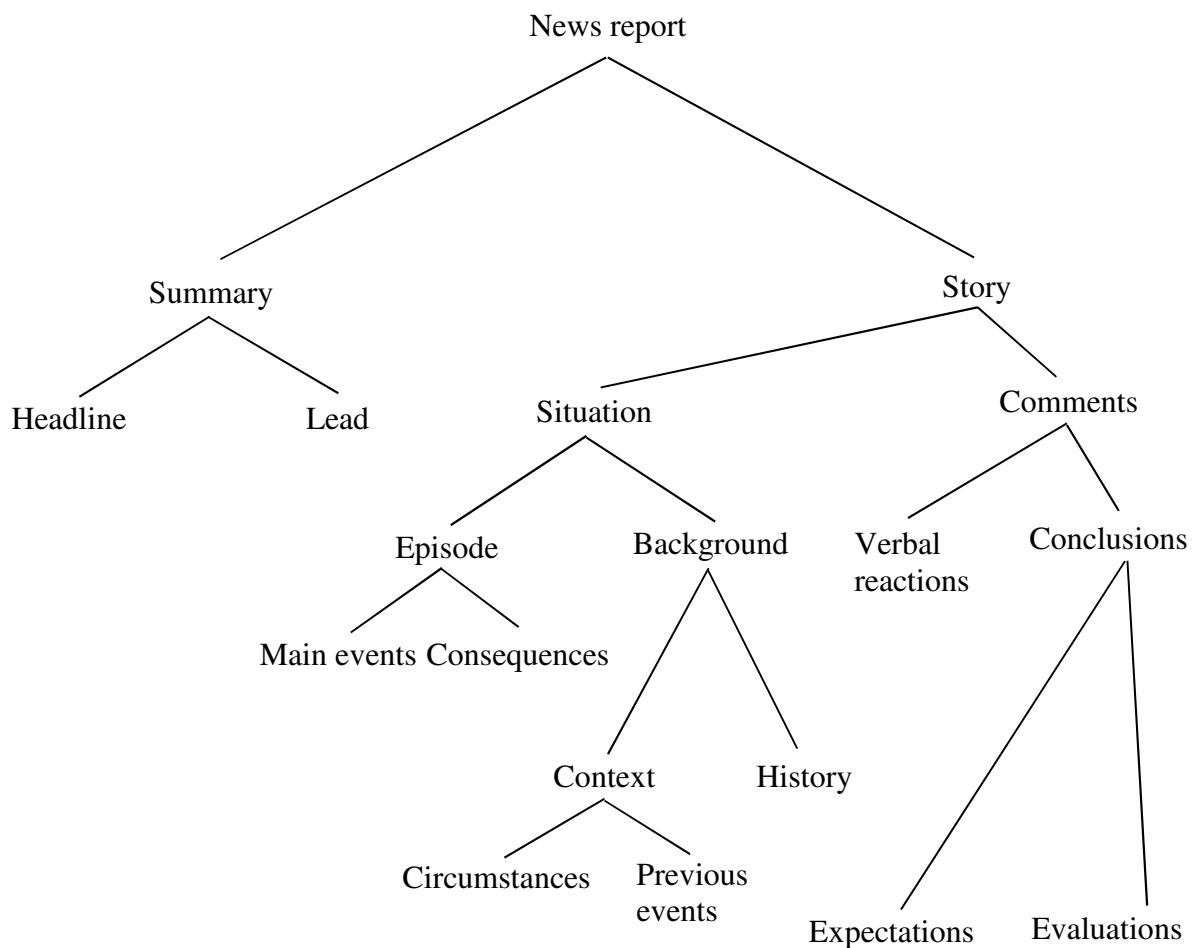 News report
Summary
Story
Headline
Lead
Situation
Comments
Episode
Background
Verbal
reactions
Conclusions
Main events
Consequences
Context
History
Circumstances
Previous
events
Expectations
Evaluations